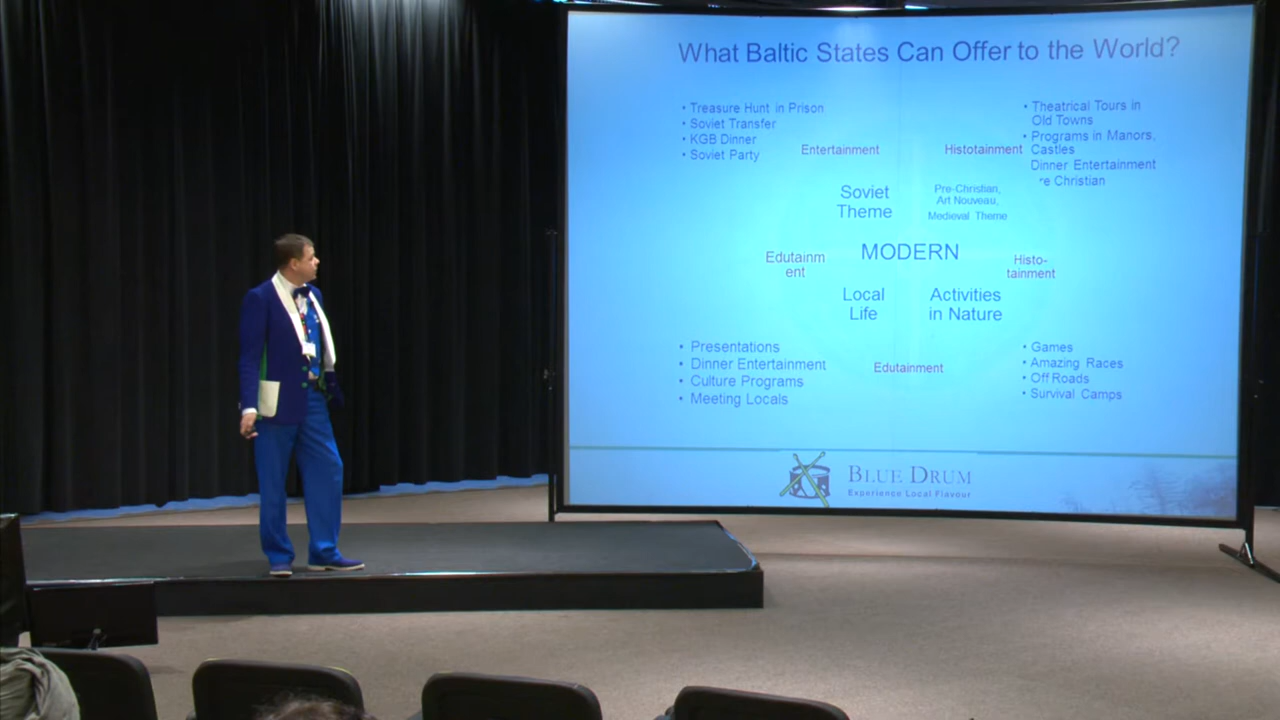 What Baltic States Can Offer to the World?
• Treasure Hunt in Prison
• Soviet Transfer
• KGB Dinner
• Soviet Party
Entertainment
Histotainment
• Theatrical Tours in
Old Towns
• Programs in Manors,
Castles
Dinner Entertainment
re Christian
Soviet
Theme
Pre-Christian,
Art Nouveau,
Medieval Theme
Edutainm
ent
MODERN
Histo-
tainment
Local
Life
Activities
in Nature
• Presentations
• Dinner Entertainment
• Culture Programs
• Meeting Locals
Edutainment
• Games
• Amazing Races
• Off Roads
• Survival Camps
BLUE DRUM
Experience Local Flavour